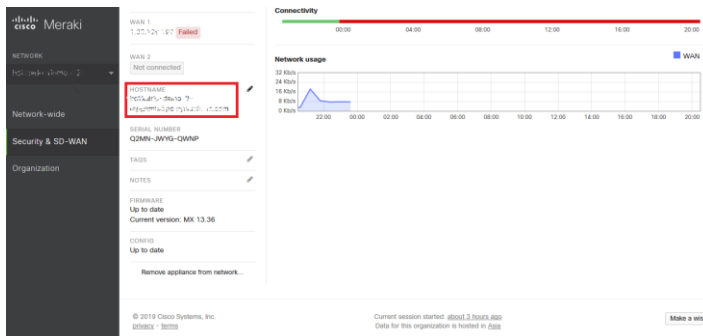 cisco Meraki
NETWORK
Network-wide
Security & SD-WAN
Organization
WAN 1
Failed
WAN 2
Not connected
HOSTNAME
SERIAL NUMBER
Q2MN-JWYG-QWNP
TAGS
NOTES
FIRMWARE
Up to date
Current version: MX 13.36
CONFIG
Up to date
Remove appliance from network...
Connectivity
00:00 04:00 08:00 12:00 16:00 20:00
Network usage
WAN
32 Kb/s
24 Kb/s
16 Kb/s
8 Kb/s
0 Kb/s
22:00 00:00 02:00 04:00 06:00 08:00 10:00 12:00 14:00 16:00 18:00 20:00
© 2019 Cisco Systems, Inc.
privacy - terms
Current session started: about 3 hours ago
Data for this organization is hosted in Asia
Make a wis